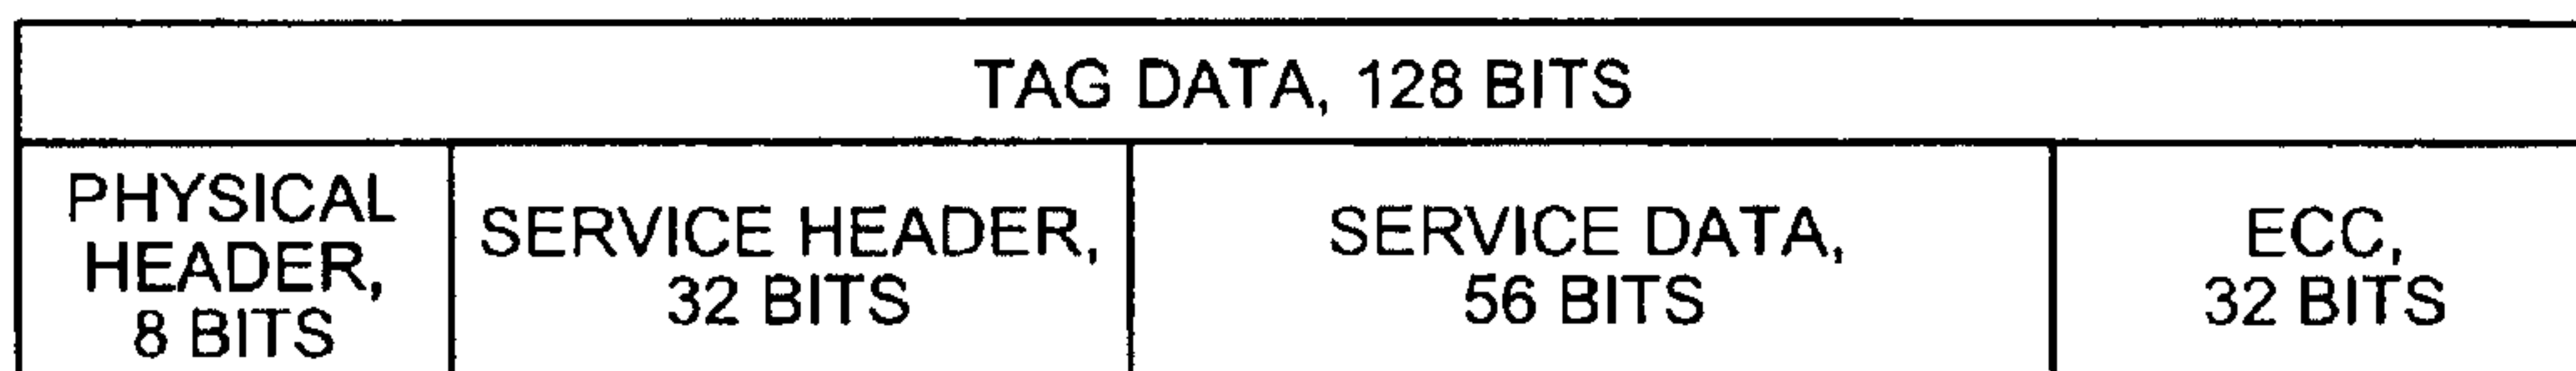 TAG DATA, 128 BITS
PHYSICAL
HEADER,
8 BITS
SERVICE HEADER,
32 BITS
SERVICE DATA,
56 BITS
ECC,
32 BITS